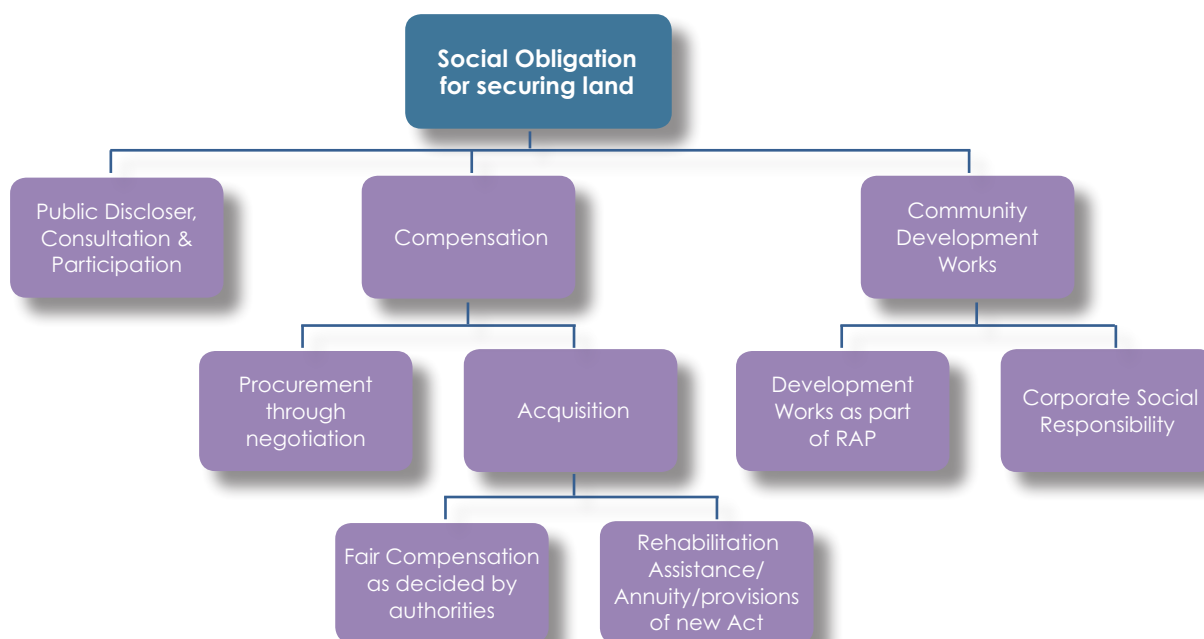 Social Obligation
for securing land
Public Discloser,
Consultation &
Participation
Compensation
Community
Development
Works
Procurement
through
negotiation
Acquisition
Development
Works as part
of RAP
Corporate Social
Responsibility
Fair Compensation
as decided by
authorities
Rehabilitation
Assistance/
Annuity/provisions
of new Act